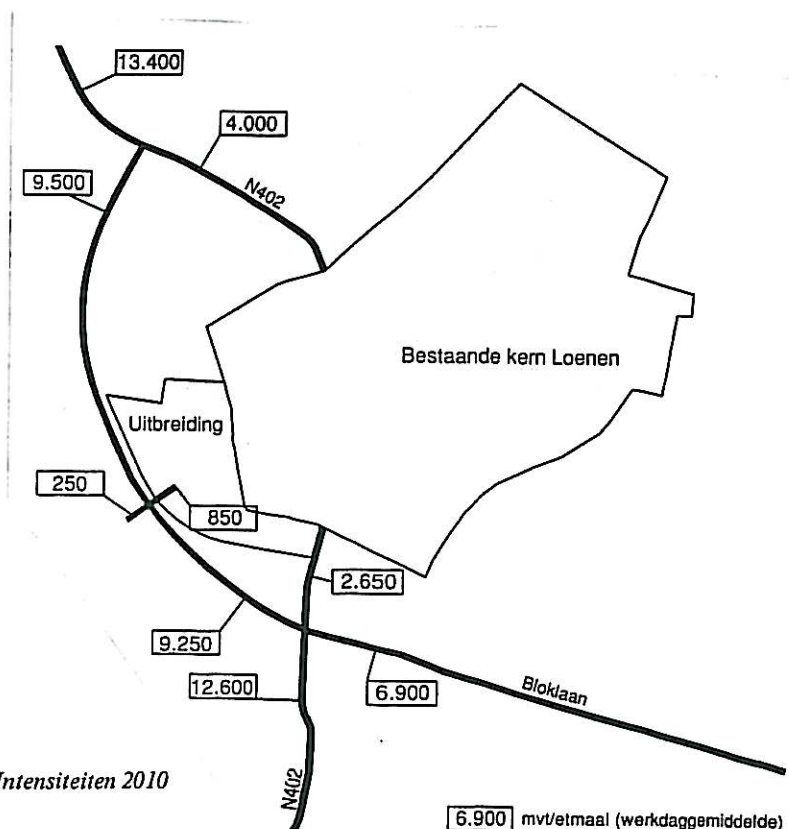 13.400
4.000
N402
9.500
Bestaande kern Loenen
Uitbreiding
250
850
2.650
9.250
12.600
6.900
Bloklaan
N402
Intensiteiten 2010
6.900 mvt/etmaal (werkdaggemiddelde)